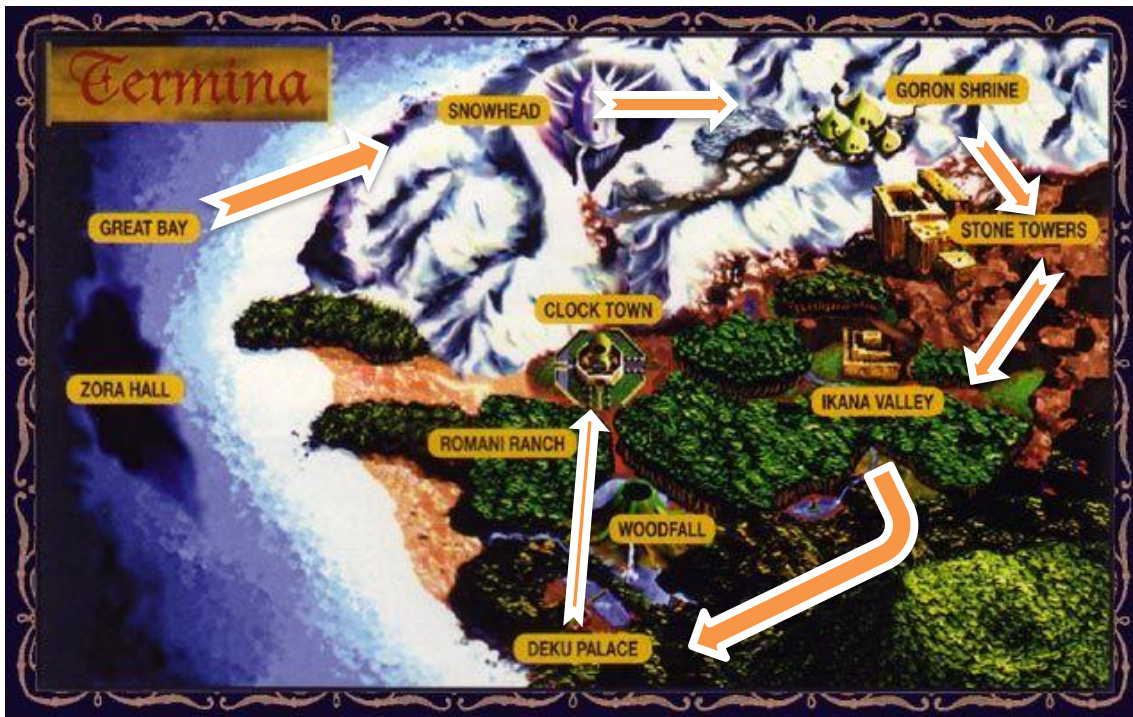 Termina
SNOWHEAD
GORON SHRINE
GREAT BAY
STONE TOWERS
CLOCK TOWN
ZORA HALL
IKANA VALLEY
ROMANI RANCH
WOODFALL
DEKU PALACE